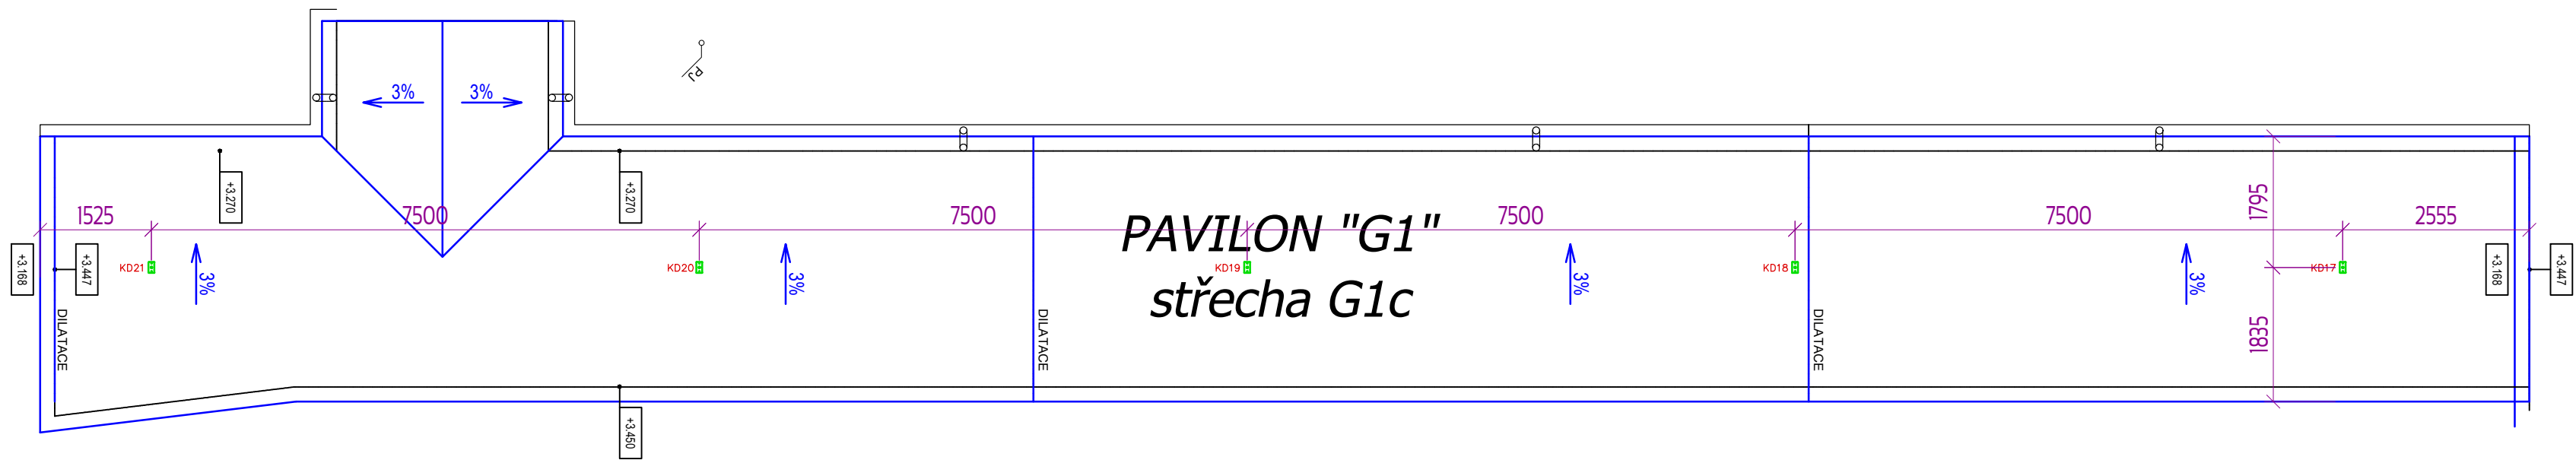 3%
3%
PJ
+3.270
+3.270
1525
7500
7500
7500
7500
2555
1795
PAVILON "G1"
střecha G1c
+3.168
+3.447
KD21
KD20
KD19
KD18
KD17
+3.168
+3.447
3%
3%
3%
3%
DILATACE
DILATACE
DILATACE
1835
+3.450